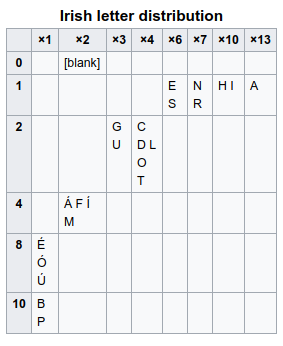 Irish letter distribution
×1 ×2 ×3 ×4 ×6 ×7 ×10 ×13
0 [blank]
1 E N H I A
S R
2 G C
U D L
O
T
4 Á F Í
M
8 É
Ó
Ú
10 B
P